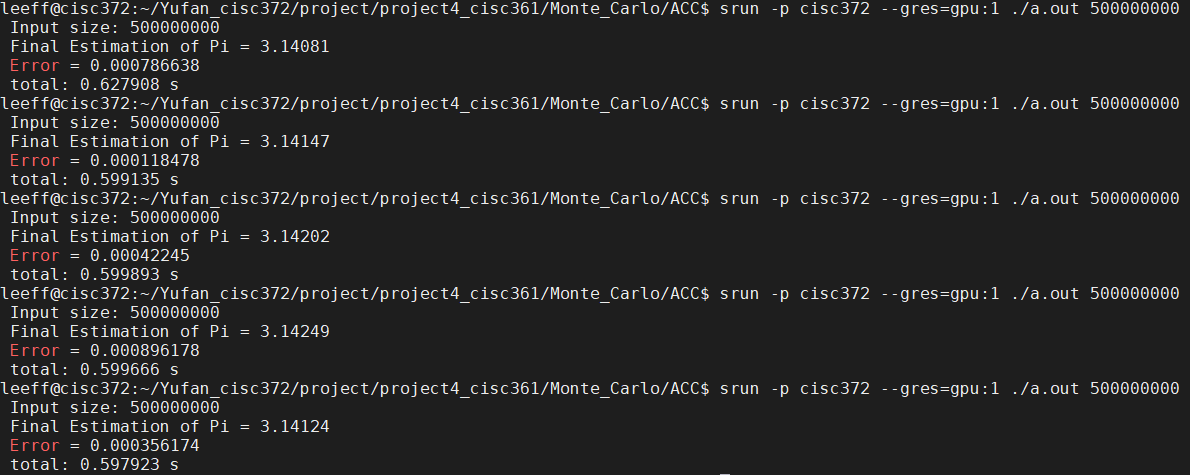 leeff@cisc372:~/Yufan_cisc372/project/project4_cisc361/Monte_Carlo/ACC$ srun -p cisc372 --gres=gpu:1 ./a.out 500000000
Input size: 500000000
Final Estimation of Pi = 3.14081
Error = 0.000786638
total: 0.627908 s
leeff@cisc372:~/Yufan_cisc372/project/project4_cisc361/Monte_Carlo/ACC$ srun -p cisc372 --gres=gpu:1 ./a.out 500000000
Input size: 500000000
Final Estimation of Pi = 3.14147
Error = 0.000118478
total: 0.599135 s
leeff@cisc372:~/Yufan_cisc372/project/project4_cisc361/Monte_Carlo/ACC$ srun -p cisc372 --gres=gpu:1 ./a.out 500000000
Input size: 500000000
Final Estimation of Pi = 3.14202
Error = 0.00042245
total: 0.599893 s
leeff@cisc372:~/Yufan_cisc372/project/project4_cisc361/Monte_Carlo/ACC$ srun -p cisc372 --gres=gpu:1 ./a.out 500000000
Input size: 500000000
Final Estimation of Pi = 3.14249
Error = 0.000896178
total: 0.599666 s
leeff@cisc372:~/Yufan_cisc372/project/project4_cisc361/Monte_Carlo/ACC$ srun -p cisc372 --gres=gpu:1 ./a.out 500000000
Input size: 500000000
Final Estimation of Pi = 3.14124
Error = 0.000356174
total: 0.597923 s